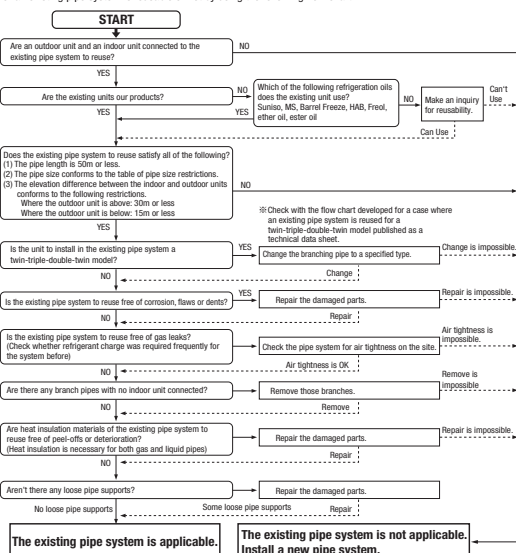 START
Are an outdoor unit and an indoor unit connected to the
existing pipe system to reuse?
NO
YES
Are the existing units our products?
NO
YES
Which of the following refrigeration oils
does the existing unit use?
Suniso, MS, Barrel Freeze, HAB, Freol,
ether oil, ester oil
YES
NO
Make an inquiry
for reusability.
Can't
Use
Can Use
Does the existing pipe system to reuse satisfy all of the following?
(1) The pipe length is 50m or less.
(2) The pipe size conforms to the table of pipe size restrictions.
(3) The elevation difference between the indoor and outdoor units
conforms to the following restrictions.
Where the outdoor unit is above: 30m or less
Where the outdoor unit is below: 15m or less
NO
YES
※Check with the flow chart developed for a case where
an existing pipe system is reused for a
twin-triple-double-twin model published as a
technical data sheet.
Is the unit to install in the existing pipe system a
twin-triple-double-twin model?
YES
Change the branching pipe to a specified type.
Change is impossible.
NO
Change
Is the existing pipe system to reuse free of corrosion, flaws or dents?
YES
Repair the damaged parts.
Repair is impossible.
NO
Repair
Is the existing pipe system to reuse free of gas leaks?
(Check whether refrigerant charge was required frequently for
the system before)
Check the pipe system for air tightness on the site.
Air tightness is
impossible.
NO
Air tightness is OK
Are there any branch pipes with no indoor unit connected?
Remove those branches.
Remove is
impossible
NO
Remove
Are heat insulation materials of the existing pipe system to
reuse free of peel-offs or deterioration?
(Heat insulation is necessary for both gas and liquid pipes)
Repair the damaged parts.
Repair is impossible.
NO
Repair
Aren't there any loose pipe supports?
Repair the damaged parts.
No loose pipe supports
Some loose pipe supports
Repair
The existing pipe system is applicable.
The existing pipe system is not applicable.
Install a new pipe system.